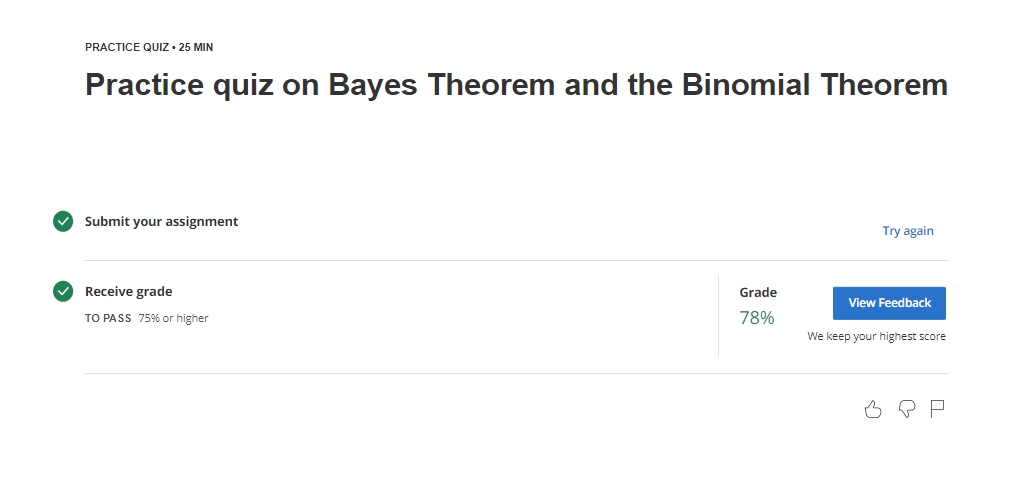 PRACTICE QUIZ • 25 MIN
Practice quiz on Bayes Theorem and the Binomial Theorem
Submit your assignment
Try again
Receive grade
TO PASS 75% or higher
Grade
78%
View Feedback
We keep your highest score